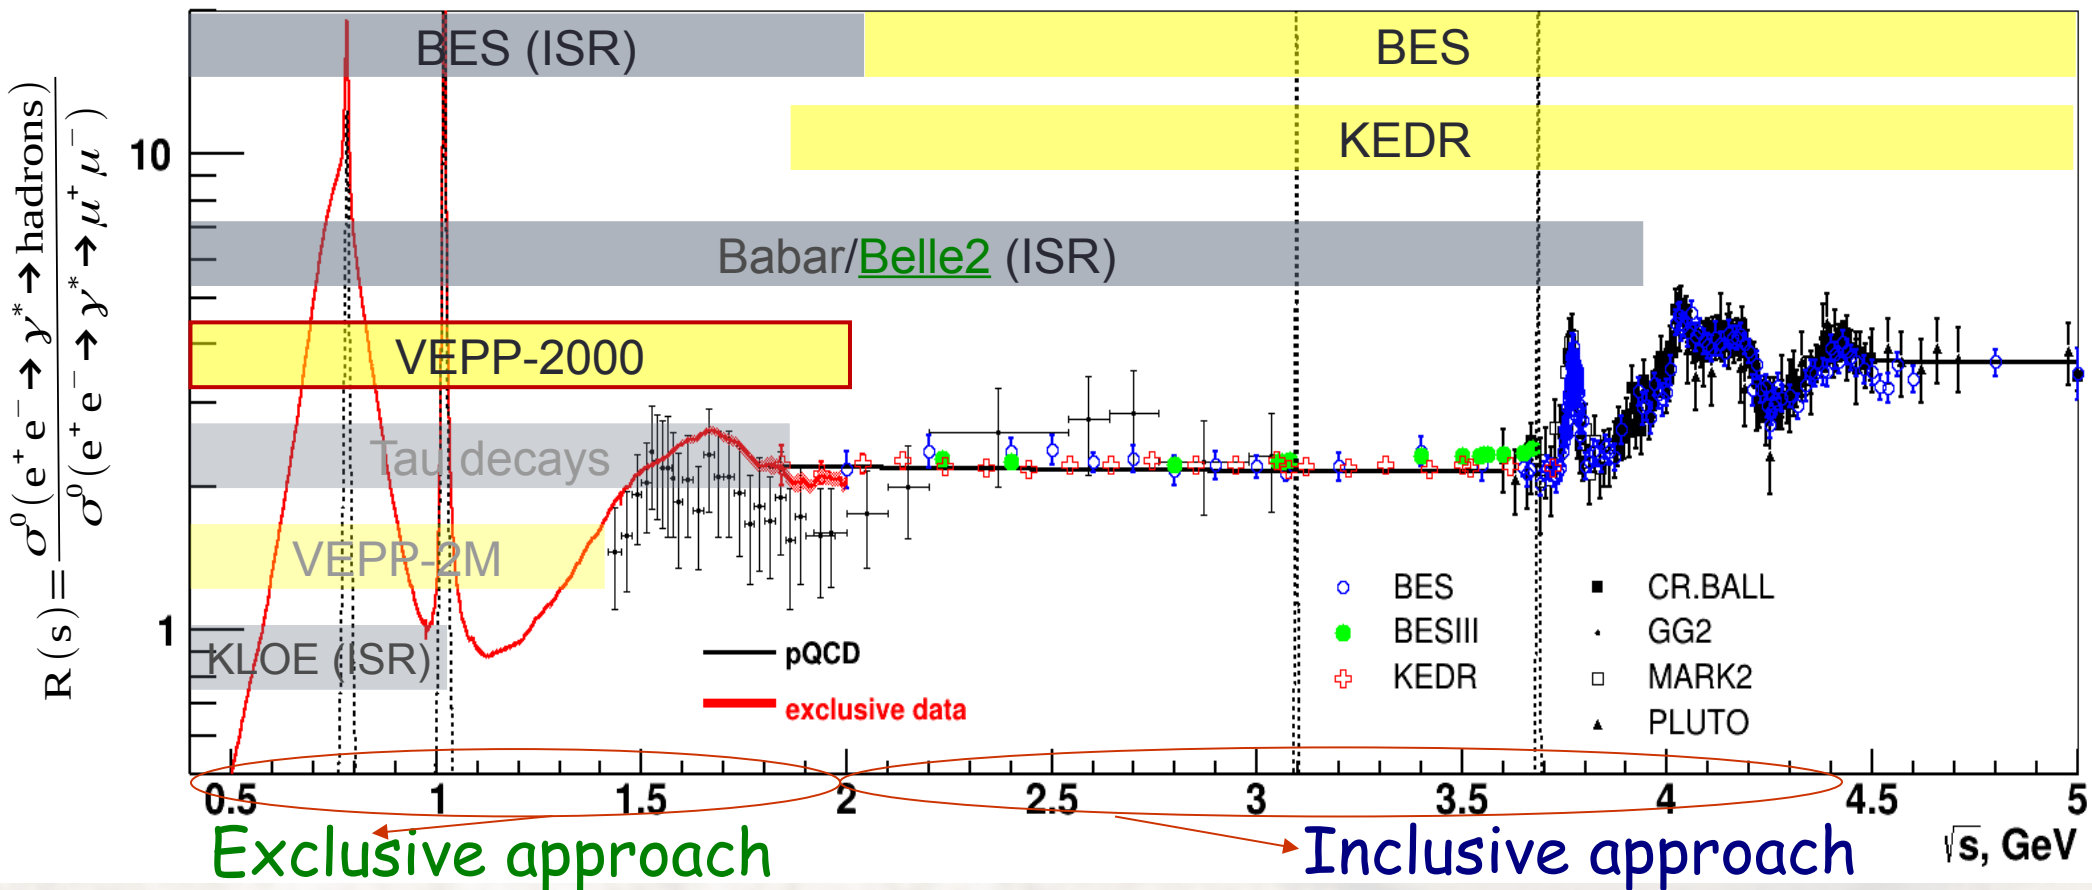 BES (ISR)
BES
KEDR
10
Babar/Belle2 (ISR)
VEPP-2000
Tau decays
VEPP-2M
1
KLOE (ISR)
R(s)=σ⁰(e⁺e⁻→γ*→hadrons)
σ⁰(e⁺e⁻→γ*→μ⁺μ⁻)
pQCD
exclusive data
BES
BESIII
KEDR
CR.BALL
GG2
MARK2
PLUTO
0.5 1 1.5 2 2.5 3 3.5 4 4.5 5
√s, GeV
Exclusive approach
Inclusive approach